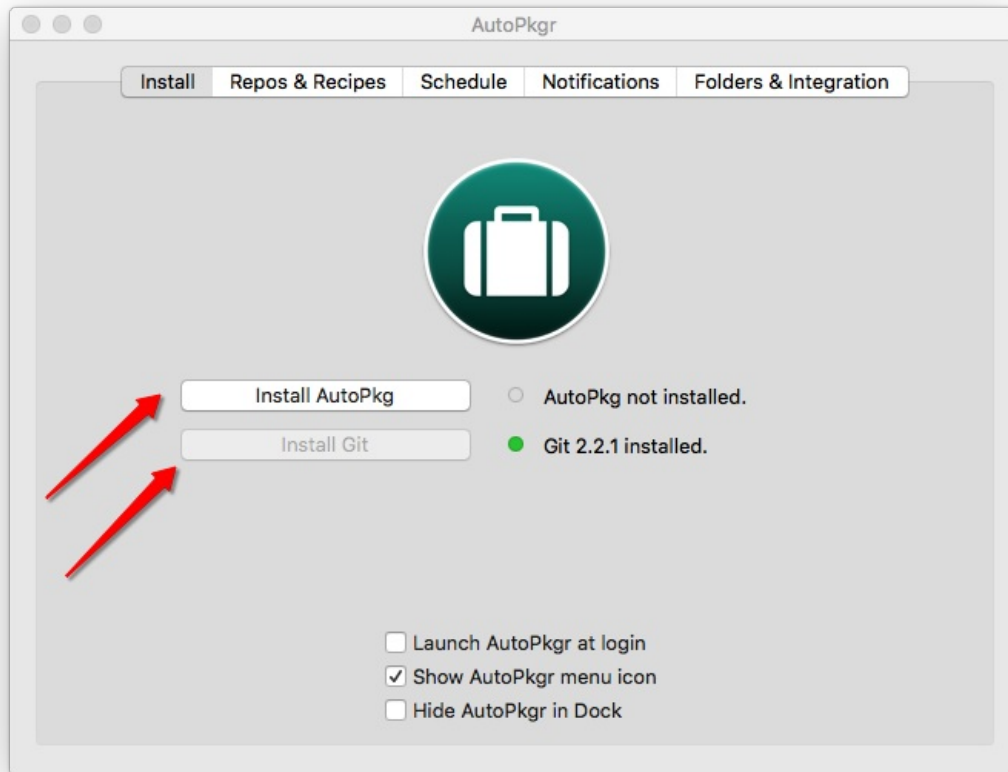 AutoPkgr
Install Repos & Recipes Schedule Notifications Folders & Integration
Install AutoPkg AutoPkg not installed.
Install Git Git 2.2.1 installed.
Launch AutoPkgr at login
Show AutoPkgr menu icon
Hide AutoPkgr in Dock